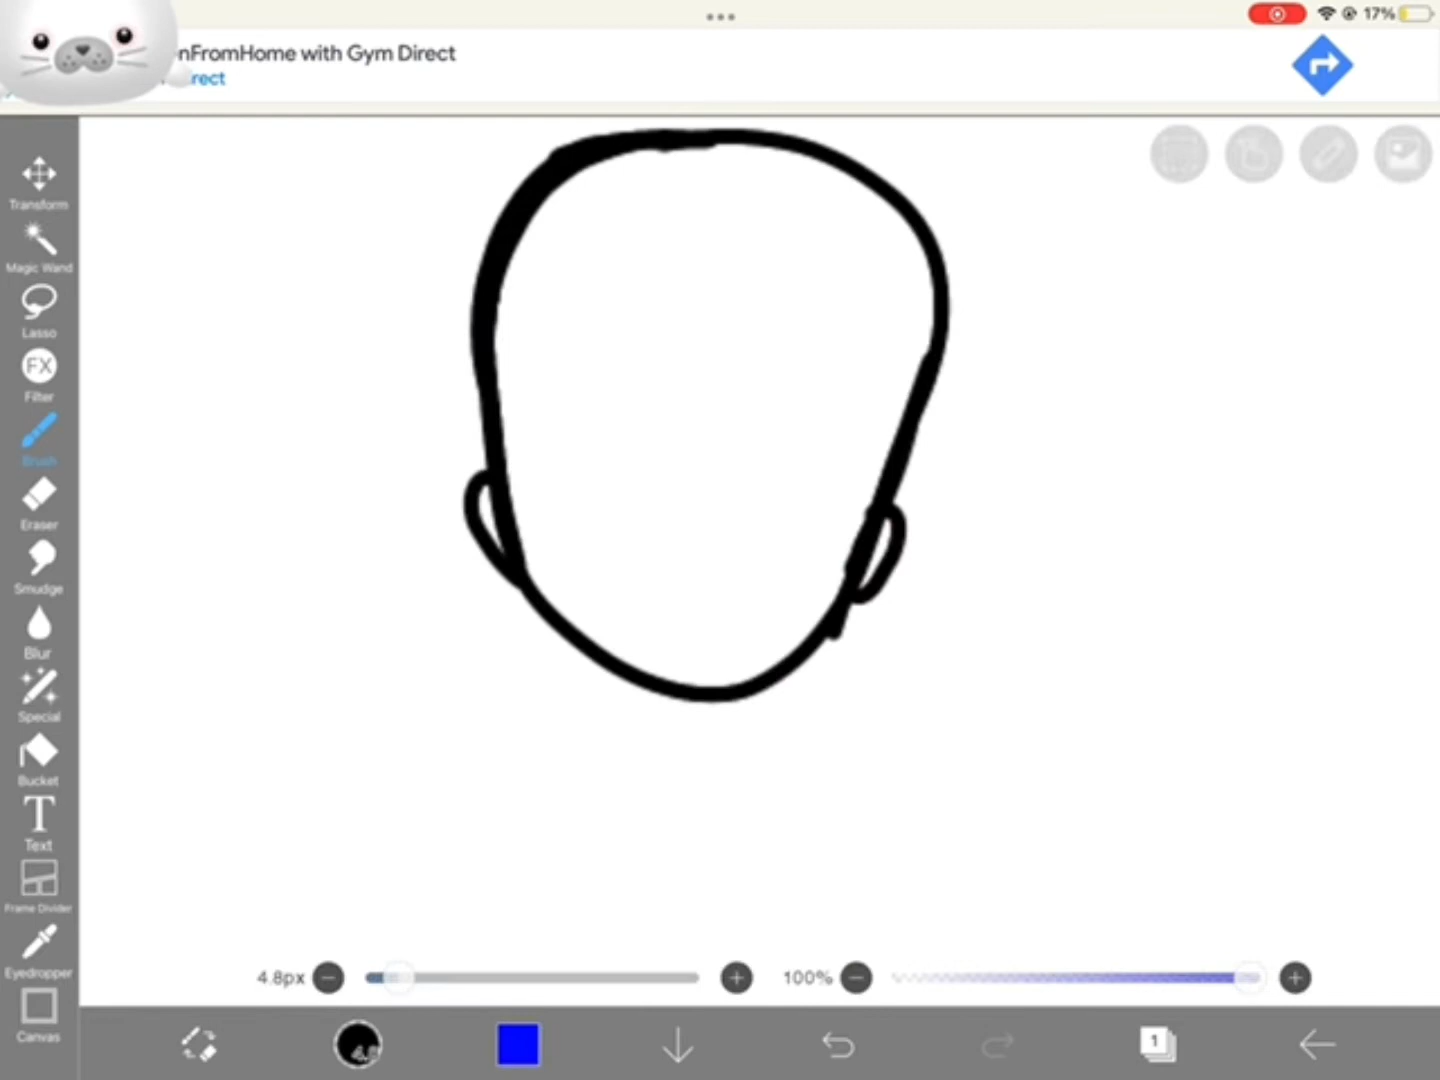 17%
nFromHome with Gym Direct
rect
Transform
Magic Wand
Lasso
FX
Filter
Brush
Eraser
Smudge
Blur
Special
Bucket
T
Text
Frame Divider
Eyedropper
Canvas
4.8px
100%
1